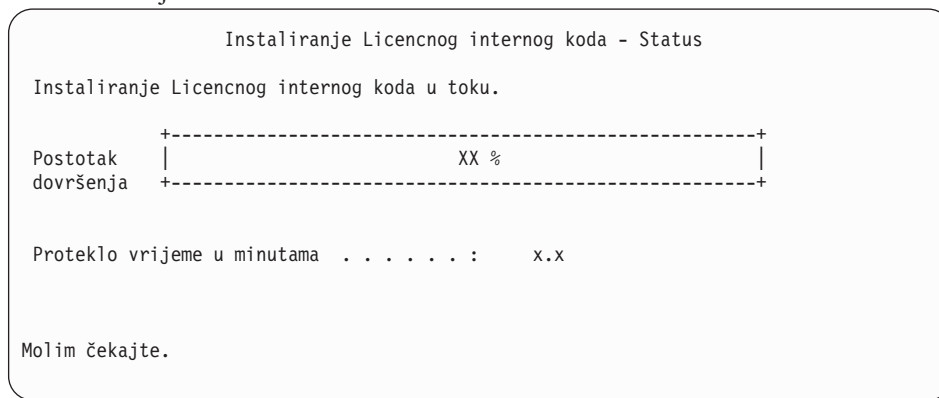 Instaliranje Licencnog internog koda - Status
Instaliranje Licencnog internog koda u toku.
+-------------------------------------------------------+
Postotak | XX % |
dovršenja +-------------------------------------------------------+
Proteklo vrijeme u minutama . . . . . . : x.x
Molim čekajte.